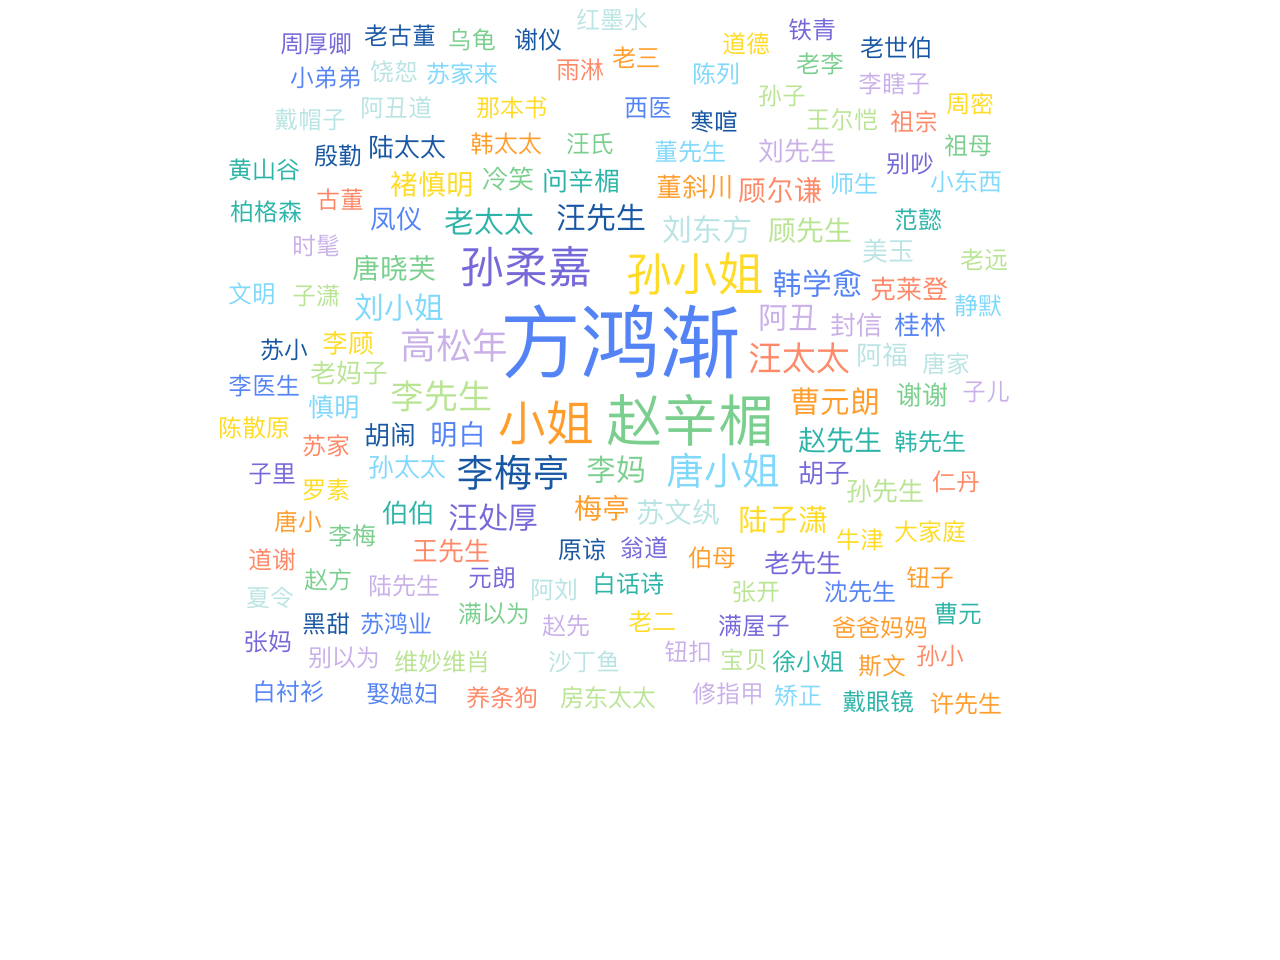 红墨水
周厚卿 老古董 乌龟 谢仪 道德 铁青 老世伯
小弟弟 饶恕 苏家来 雨淋 老三 陈列 老李 李瞎子
戴帽子 阿丑道 那本书 西医 寒暄 孙子 王尔恺 祖宗 周密
黄山谷 殷勤 陆太太 韩太太 汪氏 董先生 刘先生 别吵 祖母
柏格森 古董 褚慎明 冷笑 问辛楣 董斜川 顾尔谦 师生 小东西
时髦 凤仪 老太太 汪先生 刘东方 顾先生 范懿 美玉 老远
文明 子潇 唐晓芙 孙柔嘉 孙小姐 韩学愈 克莱登 静默
刘小姐 方鸿渐 阿丑 封信 桂林
苏小 李顾 高松年 汪太太 阿福 唐家
李医生 老妈子 李先生 曹元朗 谢谢 子儿
陈散原 慎明 小姐 赵辛楣
苏家 胡闹 明白 赵先生 韩先生
子里 罗素 孙太太 李梅亭 李妈 唐小姐 胡子 孙先生 仁丹
唐小 李梅 伯伯 汪处厚 梅亭 苏文纨 陆子潇 牛津 大家庭
道谢 王先生 原谅 翁道 伯母 老先生 钮子
夏令 赵方 陆先生 元朗 阿刘 白话诗 张开 沈先生 曹元
张妈 黑甜 苏鸿业 满以为 赵先 老二 满屋子 爸爸妈妈
别以为 维妙维肖 沙丁鱼 钮扣 宝贝 徐小姐 斯文 孙小
白衬衫 娶媳妇 养条狗 房东太太 修指甲 矫正 戴眼镜 许先生